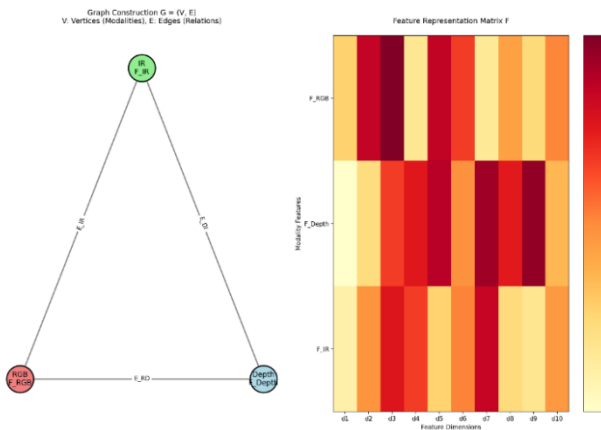 Graph Construction G = (V, E)
V: Vertices (Modalities), E: Edges (Relations)
IR
F_IR
E_IR
E_DI
RGB
F_RGB
E_RD
Depth
F_Depth
Feature Representation Matrix F
Modality Features
F_RGB
F_Depth
F_IR
d1 d2 d3 d4 d5 d6 d7 d8 d9 d10
Feature Dimensions